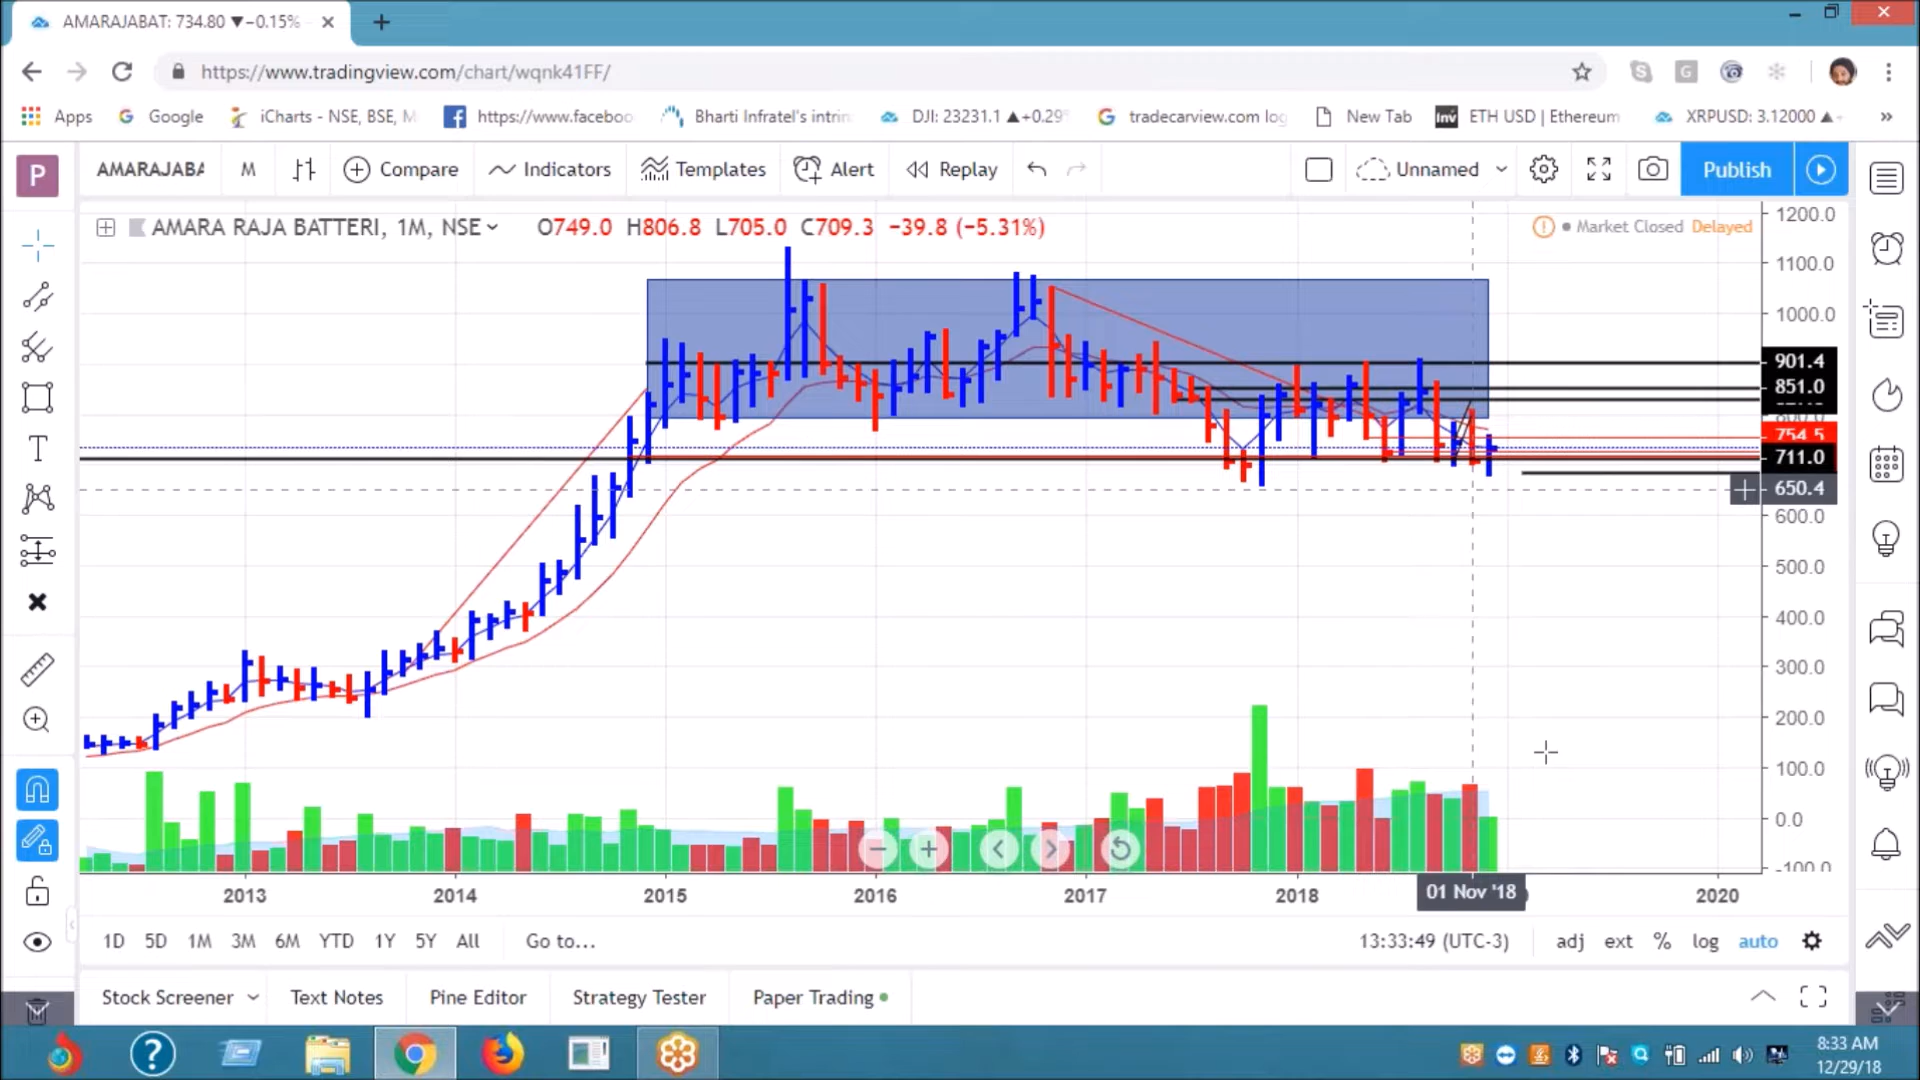 AMARAJABAT: 734.80 ▼−0.15%
https://www.tradingview.com/chart/wqnk41FF/
Apps Google iCharts - NSE, BSE, M https://www.faceboo Bharti Infratel's intrin DJI: 23231.1 ▲+0.29% tradecarview.com log New Tab Inv ETH USD | Ethereum XRPUSD: 3.12000 ▲ »
P AMARAJABA M Compare Indicators Templates Alert Replay Unnamed Publish
AMARA RAJA BATTERI, 1M, NSE O749.0 H806.8 L705.0 C709.3 −39.8 (−5.31%) Market Closed Delayed
1200.0
1100.0
1000.0
901.4
851.0
800.0
754.5
711.0
650.4
600.0
500.0
400.0
300.0
200.0
100.0
0.0
-100.0
2013 2014 2015 2016 2017 2018 01 Nov '18 2020
1D 5D 1M 3M 6M YTD 1Y 5Y All Go to... 13:33:49 (UTC-3) adj ext % log auto
Stock Screener Text Notes Pine Editor Strategy Tester Paper Trading
8:33 AM
12/29/18